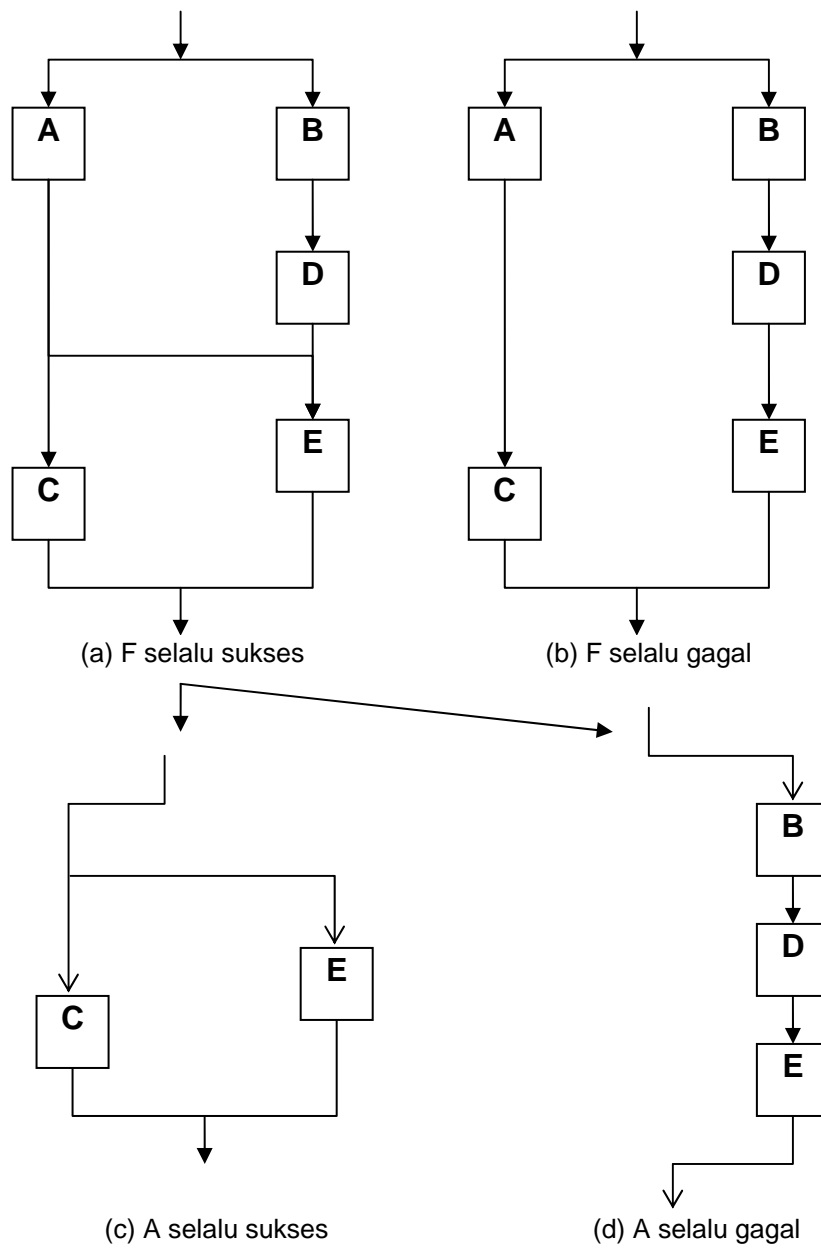 A B A B
D D
E E
C C
(a) F selalu sukses (b) F selalu gagal
B
E D
C
E
(c) A selalu sukses (d) A selalu gagal